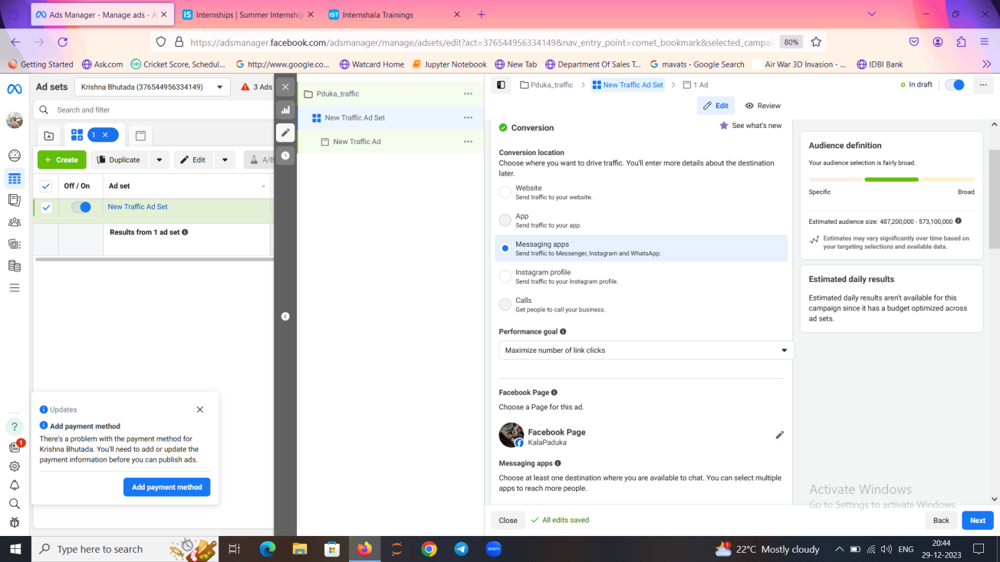 Ads Manager - Manage ads - A
Internships | Summer Internship
IS
Internshala Trainings
IST
https://adsmanager.facebook.com/adsmanager/manage/adsets/edit?act=376544956334149&nav_entry_point=comet_bookmark&selected_campai
80%
Getting Started
Ask.com
Cricket Score, Schedul...
http://www.google.co...
Watcard Home
Jupyter Notebook
New Tab
Department Of Sales T...
mavats - Google Search
Air War 3D Invasion - ...
IDBI Bank
Ad sets
Krishna Bhutada (376544956334149)
3 Ads
Search and filter
1
+ Create
Duplicate
Edit
A/B
Off / On
Ad set
New Traffic Ad Set
Results from 1 ad set
Updates
Add payment method
There's a problem with the payment method for
Krishna Bhutada. You'll need to add or update the
payment information before you can publish ads.
Add payment method
1
Pduka_traffic
New Traffic Ad Set
New Traffic Ad
Pduka_traffic
New Traffic Ad Set
1 Ad
In draft
Edit
Review
Conversion
See what's new
Conversion location
Choose where you want to drive traffic. You'll enter more details about the destination
later.
Website
Send traffic to your website.
App
Send traffic to your app.
Messaging apps
Send traffic to Messenger, Instagram and WhatsApp.
Instagram profile
Send traffic to your Instagram profile.
Calls
Get people to call your business.
Performance goal
Maximize number of link clicks
Facebook Page
Choose a Page for this ad.
Facebook Page
KalaPaduka
Messaging apps
Choose at least one destination where you are available to chat. You can select multiple
apps to reach more people.
Close
All edits saved
Back
Next
Audience definition
Your audience selection is fairly broad.
Specific
Broad
Estimated audience size: 487,200,000 - 573,100,000
Estimates may vary significantly over time based on
your targeting selections and available data.
Estimated daily results
Estimated daily results aren't available for this
campaign since it has a budget optimized across
ad sets.
Activate Windows
Go to Settings to activate Windows.
Type here to search
zoom
1
22°C Mostly cloudy
ENG
20:44
29-12-2023